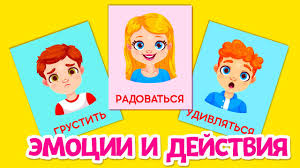 ГРУСТИТЬ
РАДОВАТЬСЯ
УДИВЛЯТЬСЯ
ЭМОЦИИ И ДЕЙСТВИЯ